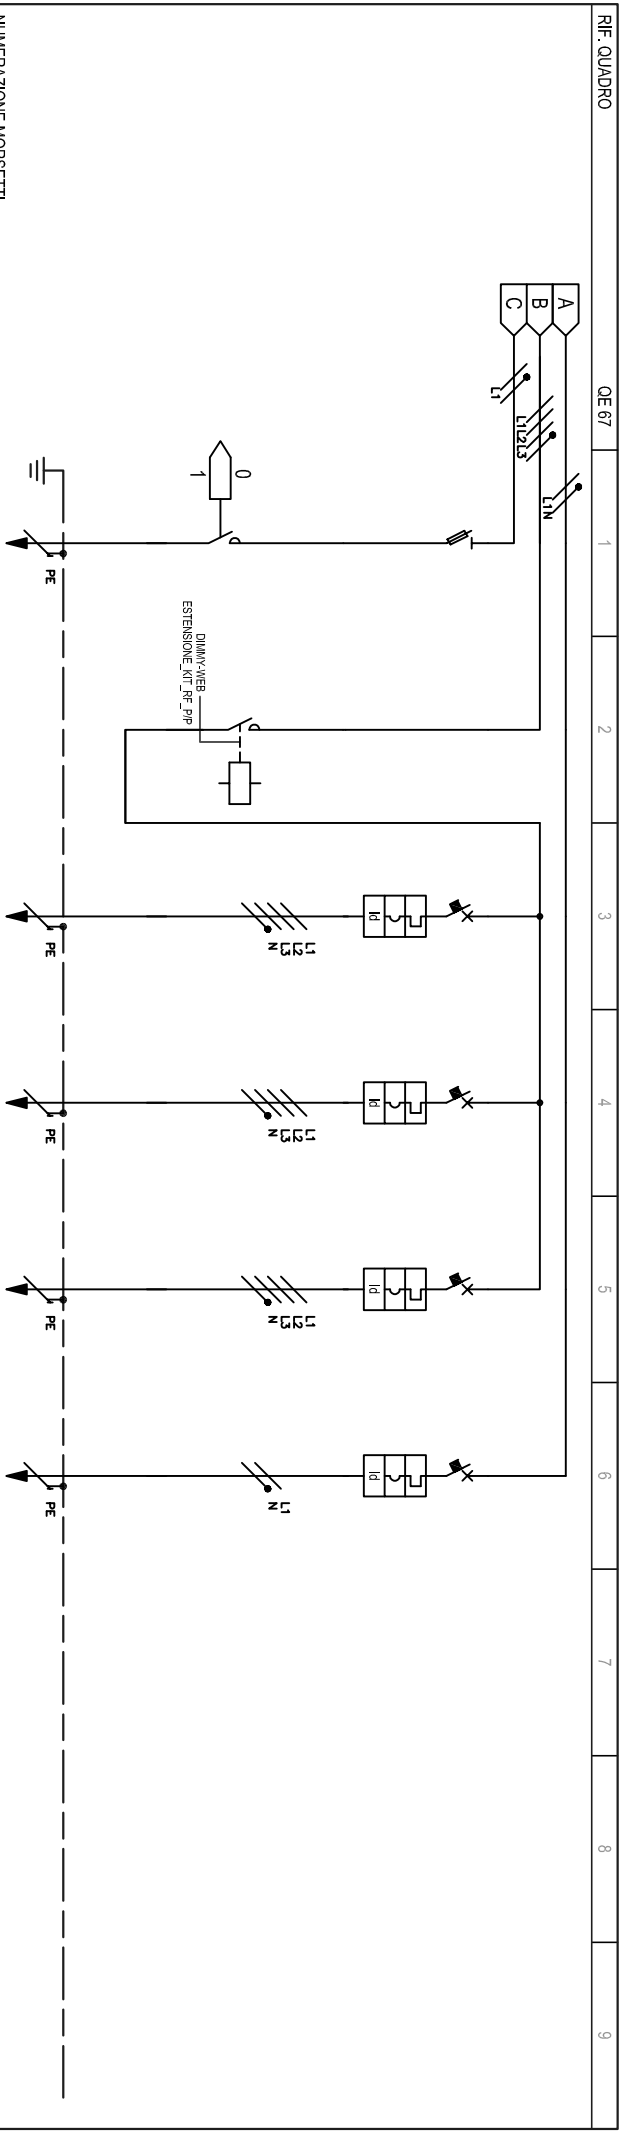 RIF. QUADRO QE 67 1 2 3 4 5 6 7 8 9
A
B
C
L1N
L1L2L3
L1
0
1
DIMMY-WEB
ESTENSIONE_KIT_RF_P/P
Id
Id
Id
Id
L1
L2
L3
N
L1
L2
L3
N
L1
L2
L3
N
L1
N
PE
PE
PE
PE
PE
NUMERAZIONE MORSETTI